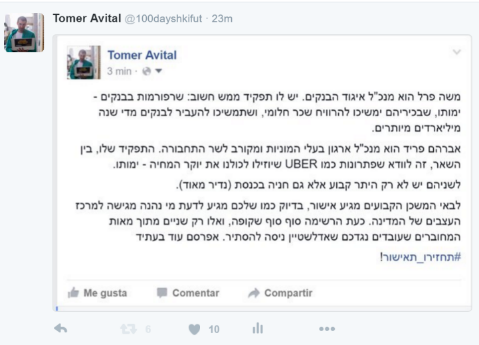 Tomer Avital @100dayshkifut · 23m
Tomer Avital
3 min ·
משה פרל הוא מנכ"ל איגוד הבנקים. יש לו תפקיד ממש חשוב: שרפורמות בבנקים -
ימותו, שבכיריהם ימשיכו להרוויח שכר חלומי, ושתמשיכו להעביר לבנקים מדי שנה
מיליארדים מיותרים.
אברהם פריד הוא מנכ"ל ארגון בעלי המוניות ומקורב לשר התחבורה. התפקיד שלו, בין
השאר, זה לוודא שפתרונות כמו UBER שיוזילו לכולנו את יוקר המחיה - ימותו.
לשניהם יש לא רק היתר קבוע אלא גם חניה בכנסת (נדיר מאוד).
לבאי המשכן הקבועים מגיע אישור, בדיוק כמו שלכם מגיע לדעת מי נהנה מגישה למרכז
העצבים של המדינה. כעת הרשימה סוף סוף שקופה, ואלו רק שניים מתוך מאות
המחוברים שעובדים נגדכם שאדלשטיין ניסה להסתיר. אפרסם עוד בעתיד
#תחזירו_תאישור!
Me gusta Comentar Compartir
6 10